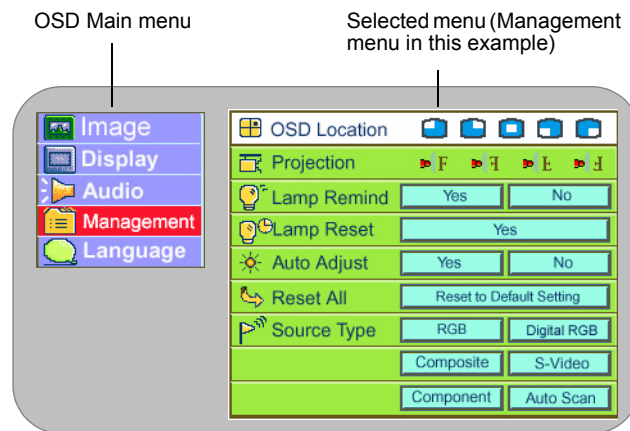 OSD Main menu
Selected menu (Management
menu in this example)
Image
Display
Audio
Management
Language
OSD Location
Projection F F F F
Lamp Remind Yes No
Lamp Reset Yes
Auto Adjust Yes No
Reset All Reset to Default Setting
Source Type RGB Digital RGB
Composite S-Video
Component Auto Scan